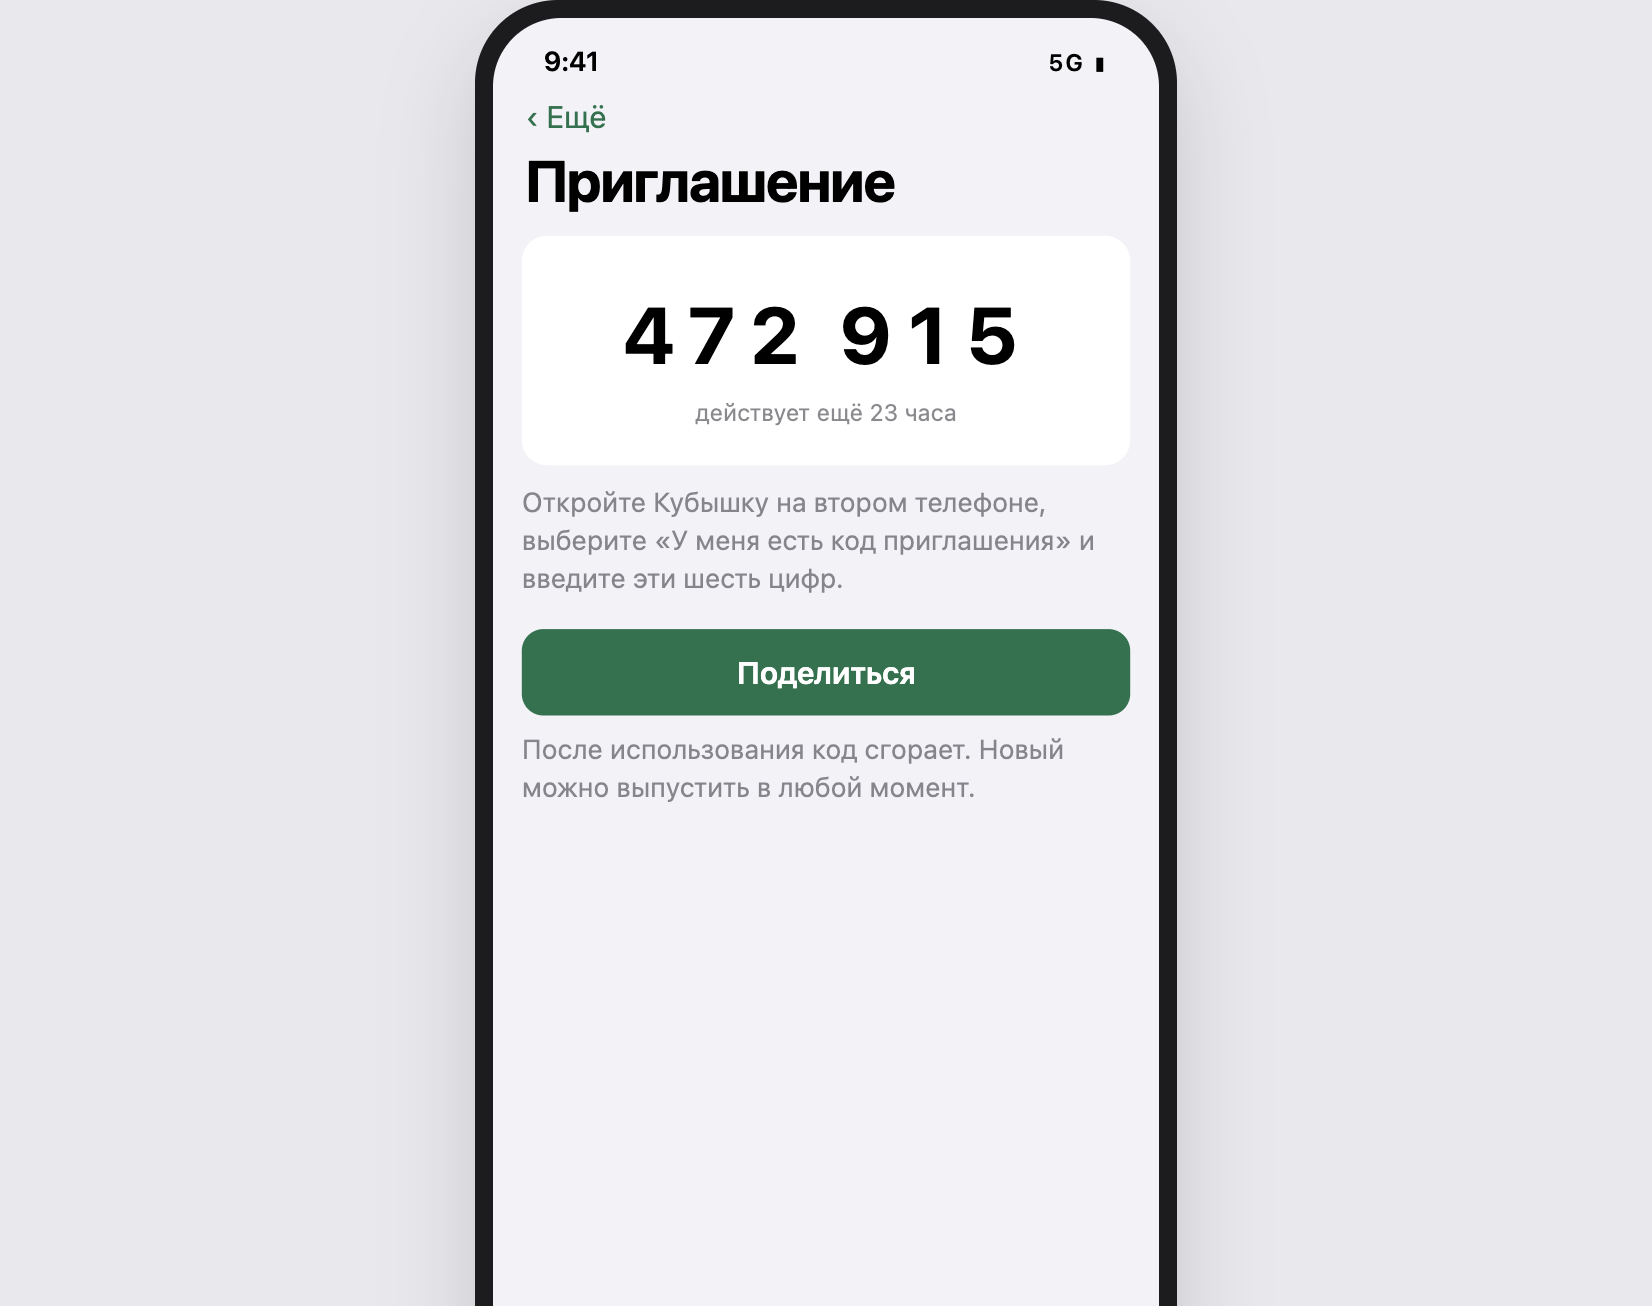 9:41 5G
‹ Ещё
Приглашение
472 915
действует ещё 23 часа
Откройте Кубышку на втором телефоне,
выберите «У меня есть код приглашения» и
введите эти шесть цифр.
Поделиться
После использования код сгорает. Новый
можно выпустить в любой момент.